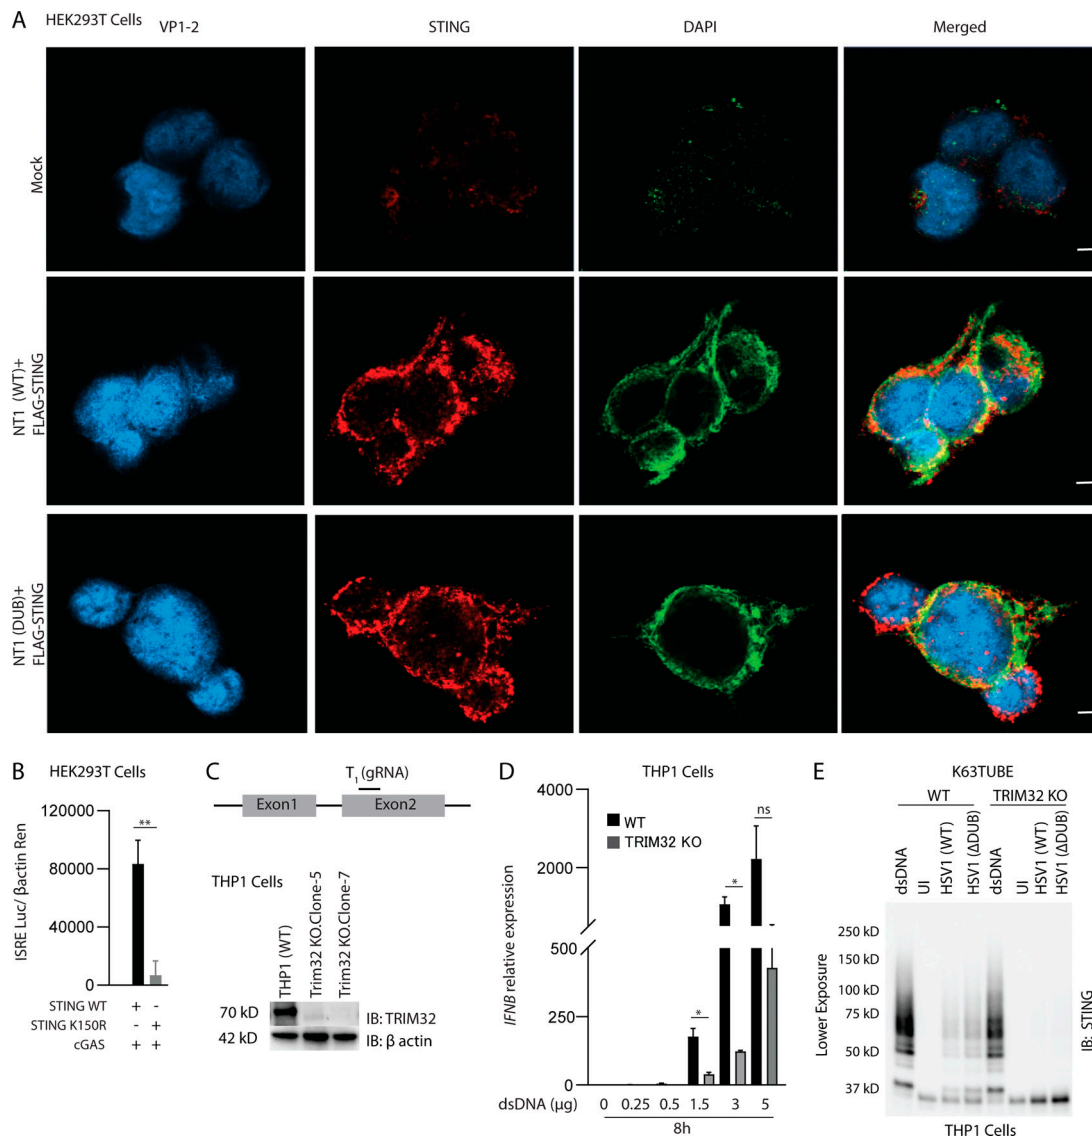 A HEK293T Cells
VP1-2 STING DAPI Merged
Mock
NT1 (WT)+
FLAG-STING
NT1 (DUB)+
FLAG-STING
B HEK293T Cells
120000
80000
40000
0
ISRE Luc/ βactin Ren
**
STING WT + -
STING K150R - +
cGAS + +
C
T1 (gRNA)
Exon1 Exon2
THP1 Cells
THP1 (WT)
Trim32 KO.Clone-5
Trim32 KO.Clone-7
70 kD IB: TRIM32
42 kD IB: β actin
D THP1 Cells
4000
2000
500
250
0
IFNB relative expression
WT
TRIM32 KO
* * ns
dsDNA (μg) 0 0.25 0.5 1.5 3 5
8h
E K63TUBE
WT TRIM32 KO
dsDNA
UI
HSV1 (WT)
HSV1 (ΔDUB)
dsDNA
UI
HSV1 (WT)
HSV1 (ΔDUB)
250 kD
150 kD
100 kD
75 kD
50 kD
37 kD
Lower Exposure
IB: STING
THP1 Cells